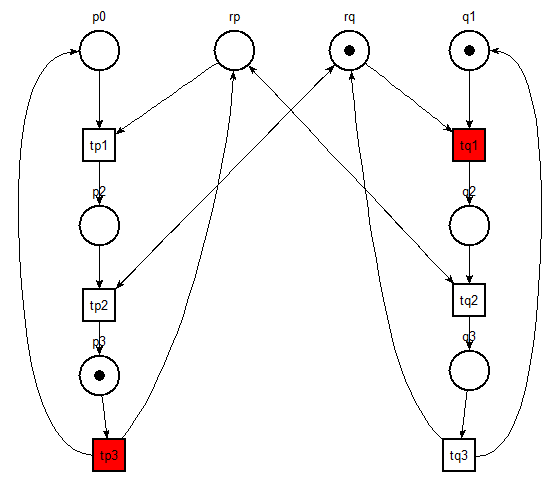 p0 rp rq q1
tp1 tq1
p2 q2
tp2 tq2
p3 q3
tp3 tq3